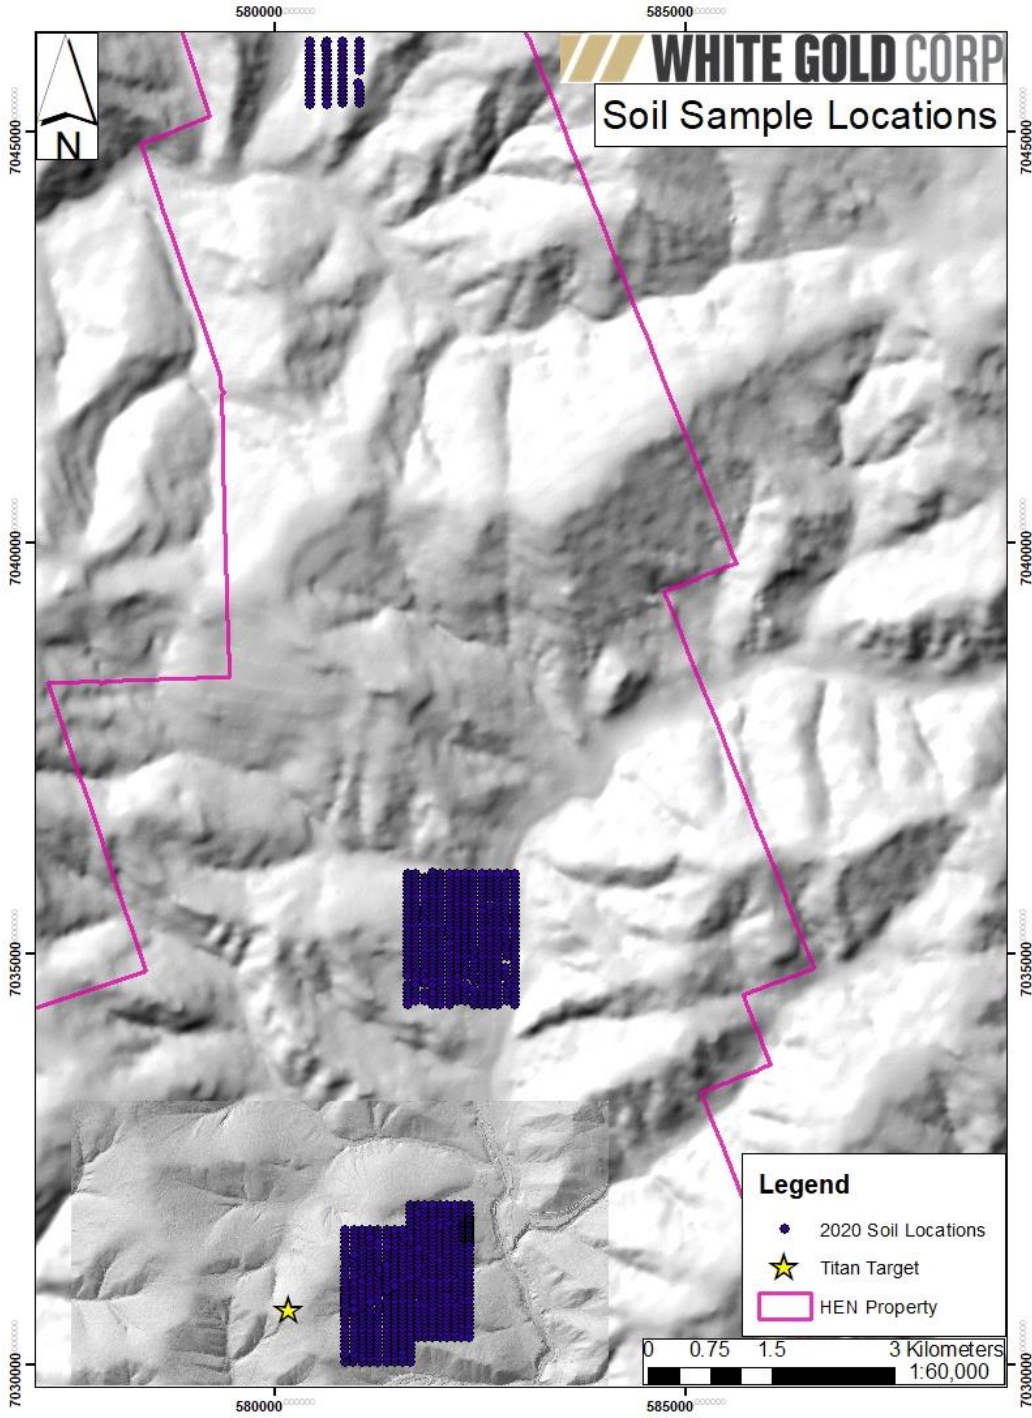 580000
585000
WHITE GOLD CORP
Soil Sample Locations
N
7045000
7045000
7040000
7040000
7035000
7035000
Legend
2020 Soil Locations
Titan Target
HEN Property
0 0.75 1.5 3 Kilometers
1:60,000
7030000
7030000
580000
585000